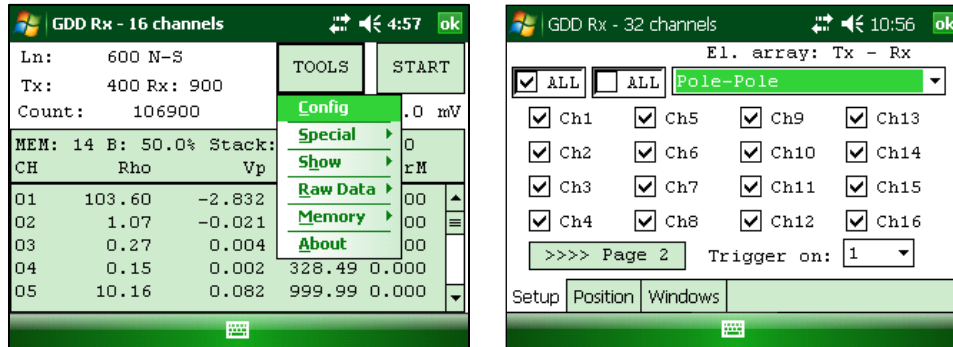 GDD Rx - 16 channels 4:57 ok
Ln: 600 N-S
Tx: 400 Rx: 900
Count: 106900 .0 mV
TOOLS START
Config
Special
Show
Raw Data
Memory
About
MEM: 14 B: 50.0% Stack: 0
CH Rho Vp rM
01 103.60 -2.832 00
02 1.07 -0.021 00
03 0.27 0.004 00
04 0.15 0.002 328.49 0.000
05 10.16 0.082 999.99 0.000
GDD Rx - 32 channels 10:56 ok
El. array: Tx - Rx
ALL ALL Pole-Pole
Ch1 Ch5 Ch9 Ch13
Ch2 Ch6 Ch10 Ch14
Ch3 Ch7 Ch11 Ch15
Ch4 Ch8 Ch12 Ch16
>>>> Page 2 Trigger on: 1
Setup Position Windows